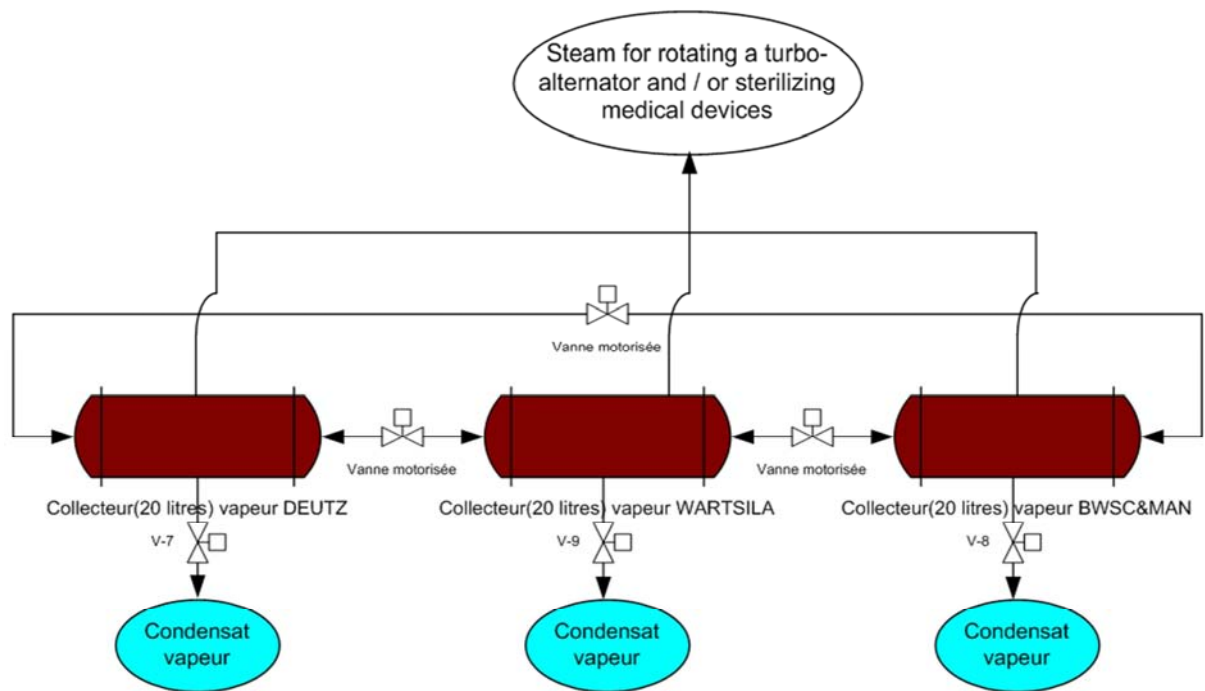 Steam for rotating a turbo-
alternator and / or sterilizing
medical devices
Vanne motorisée
Vanne motorisée
Vanne motorisée
Collecteur(20 litres) vapeur DEUTZ
Collecteur(20 litres) vapeur WARTSILA
Collecteur(20 litres) vapeur BWSC&MAN
V-7
V-9
V-8
Condensat
vapeur
Condensat
vapeur
Condensat
vapeur